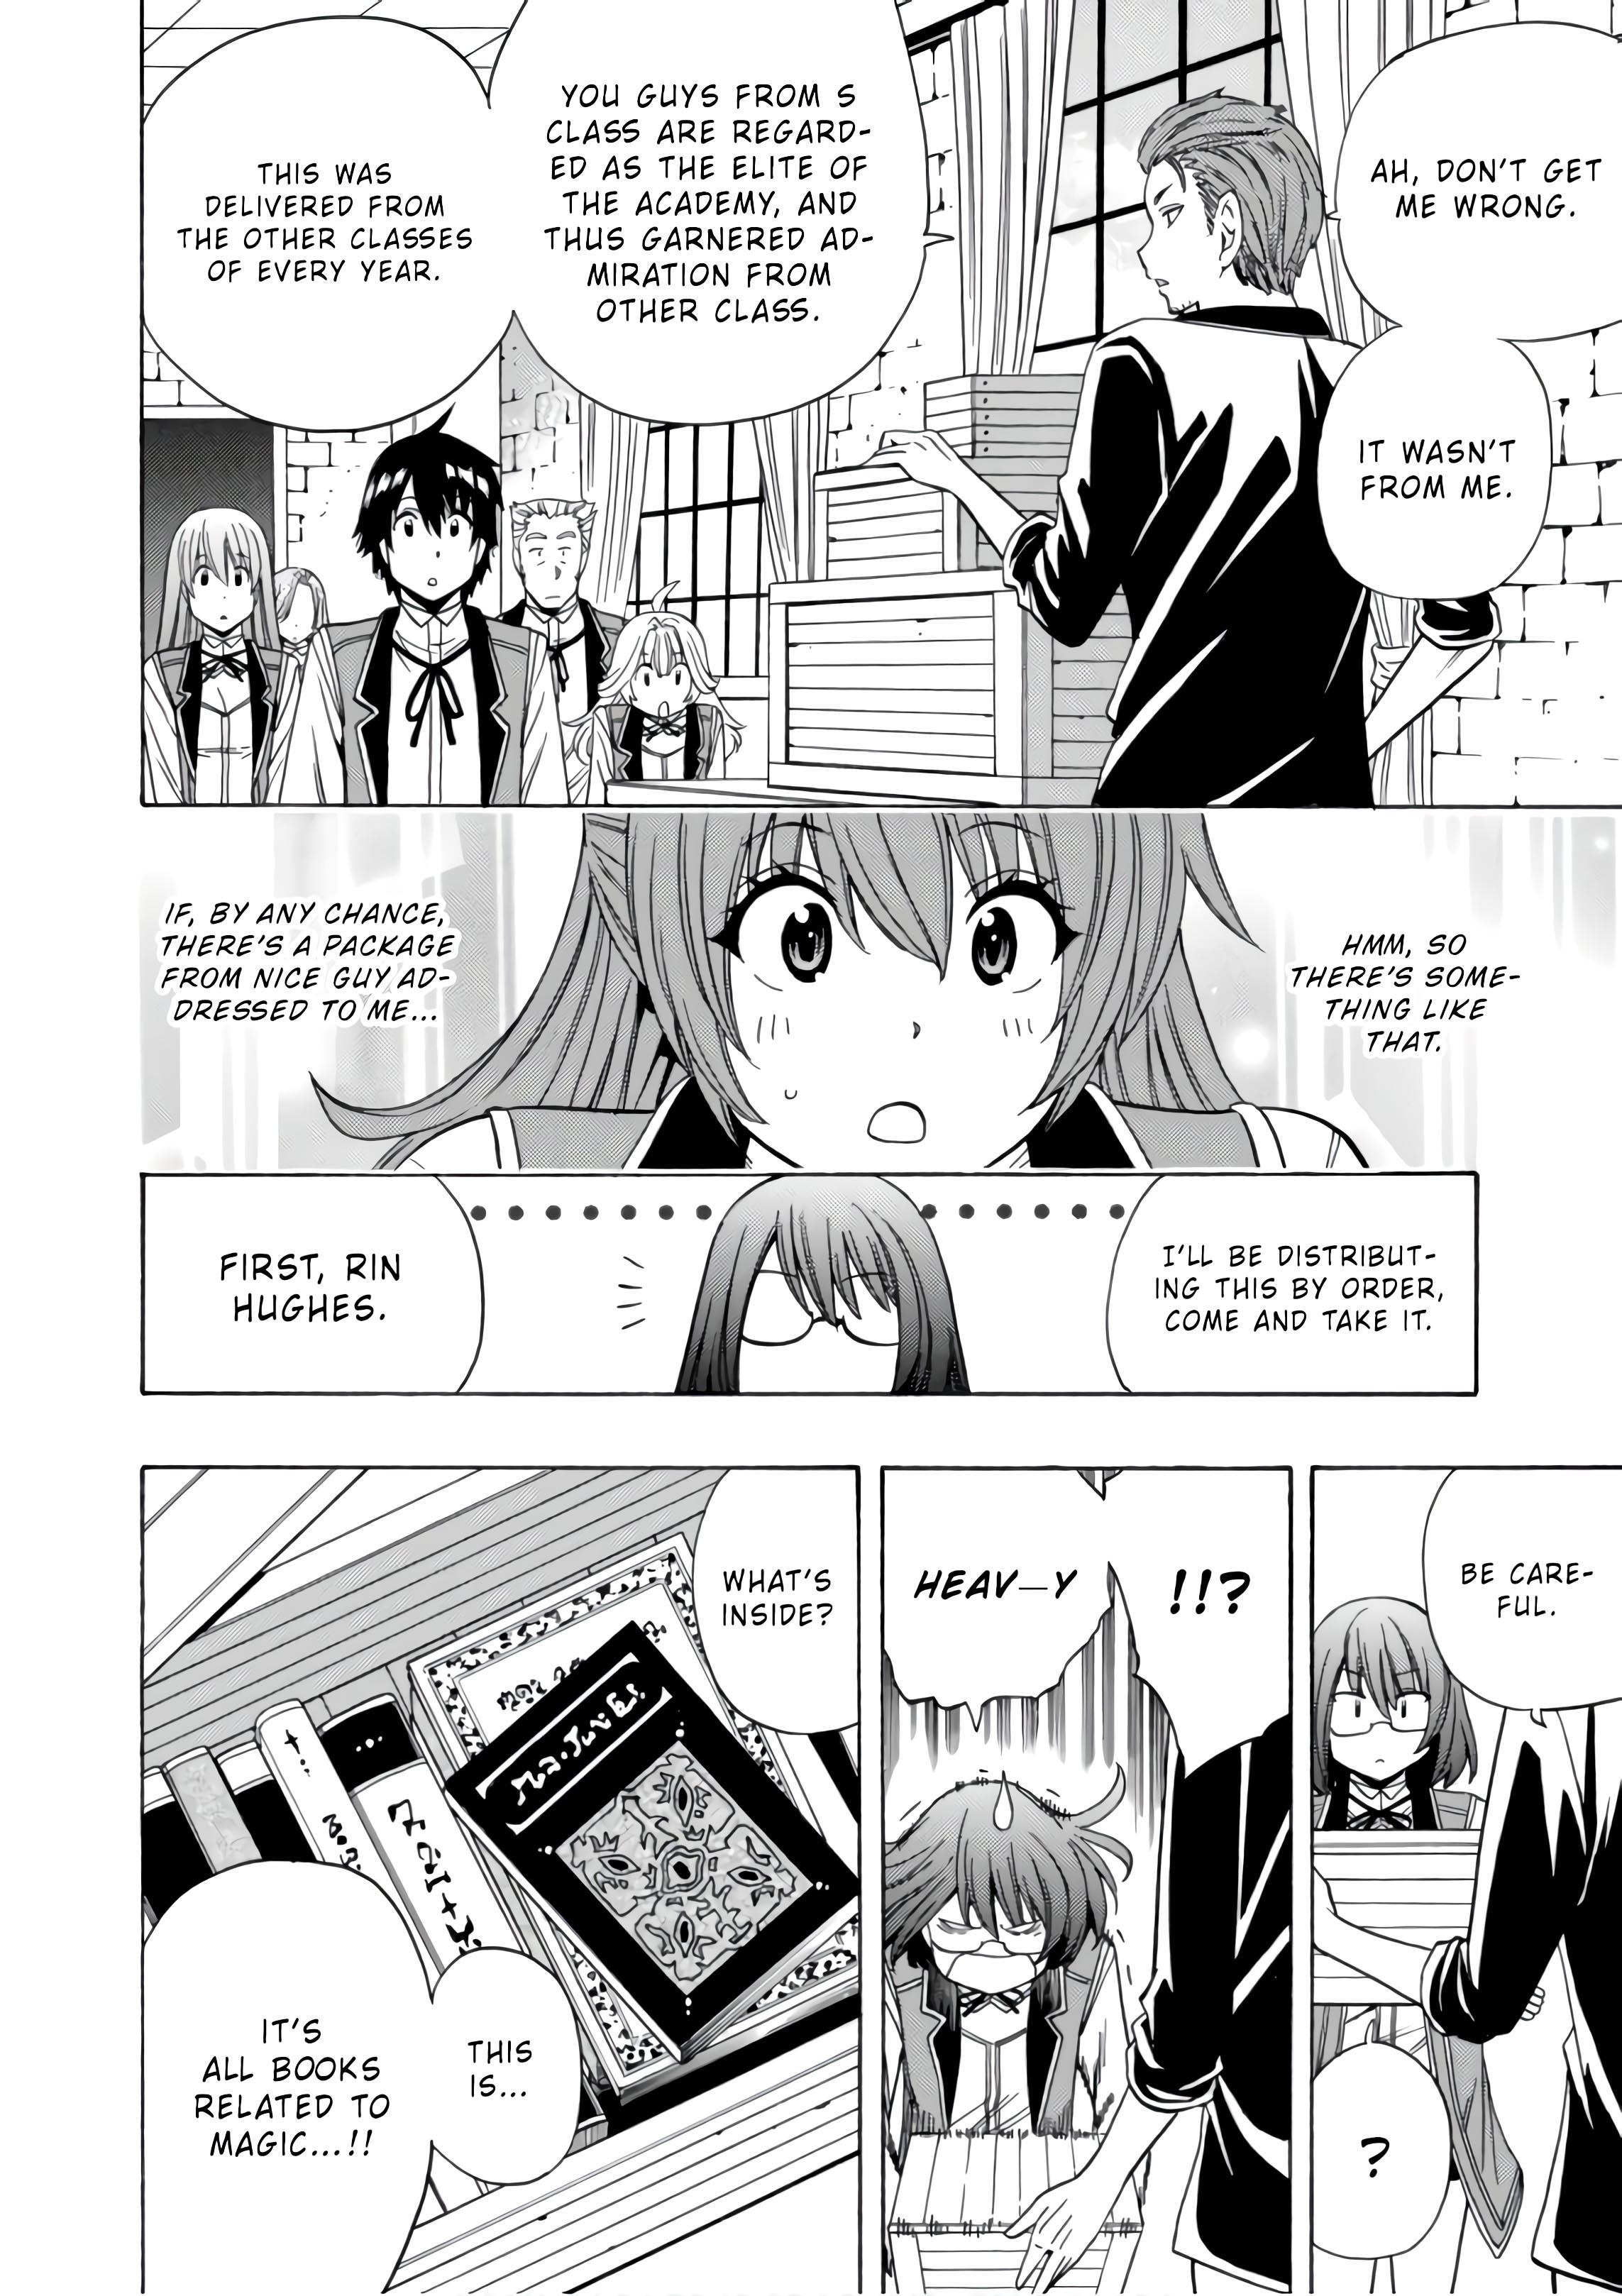 AH, DON'T GET
ME WRONG.
IT WASN'T
FROM ME.
YOU GUYS FROM S
CLASS ARE REGARD-
ED AS THE ELITE OF
THE ACADEMY, AND
THUS GARNERED AD-
MIRATION FROM
OTHER CLASS.
THIS WAS
DELIVERED FROM
THE OTHER CLASSES
OF EVERY YEAR.
HMM, SO
THERE'S SOME-
THING LIKE
THAT.
IF, BY ANY CHANCE,
THERE'S A PACKAGE
FROM NICE GUY AD-
DRESSED TO ME...
I'LL BE DISTRIBUT-
ING THIS BY ORDER,
COME AND TAKE IT.
FIRST, RIN
HUGHES.
BE CARE-
FUL.
?
!!?
HEAV—Y
WHAT'S
INSIDE?
THIS
IS...
IT'S
ALL BOOKS
RELATED TO
MAGIC...!!